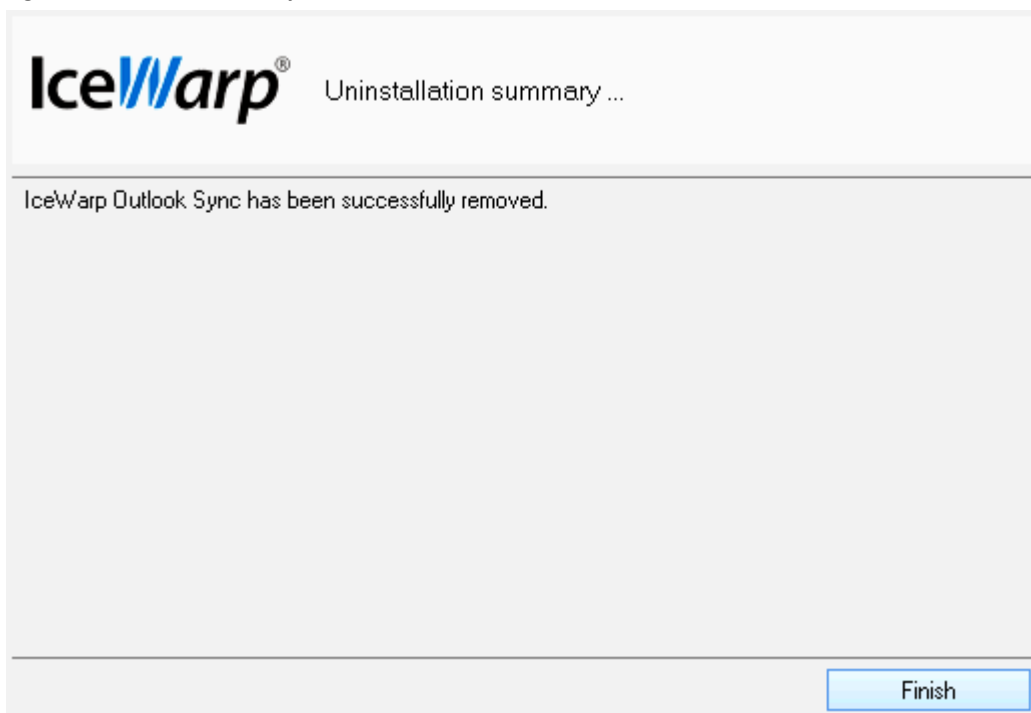 IceWarp® Uninstallation summary ...
IceWarp Outlook Sync has been successfully removed.
Finish